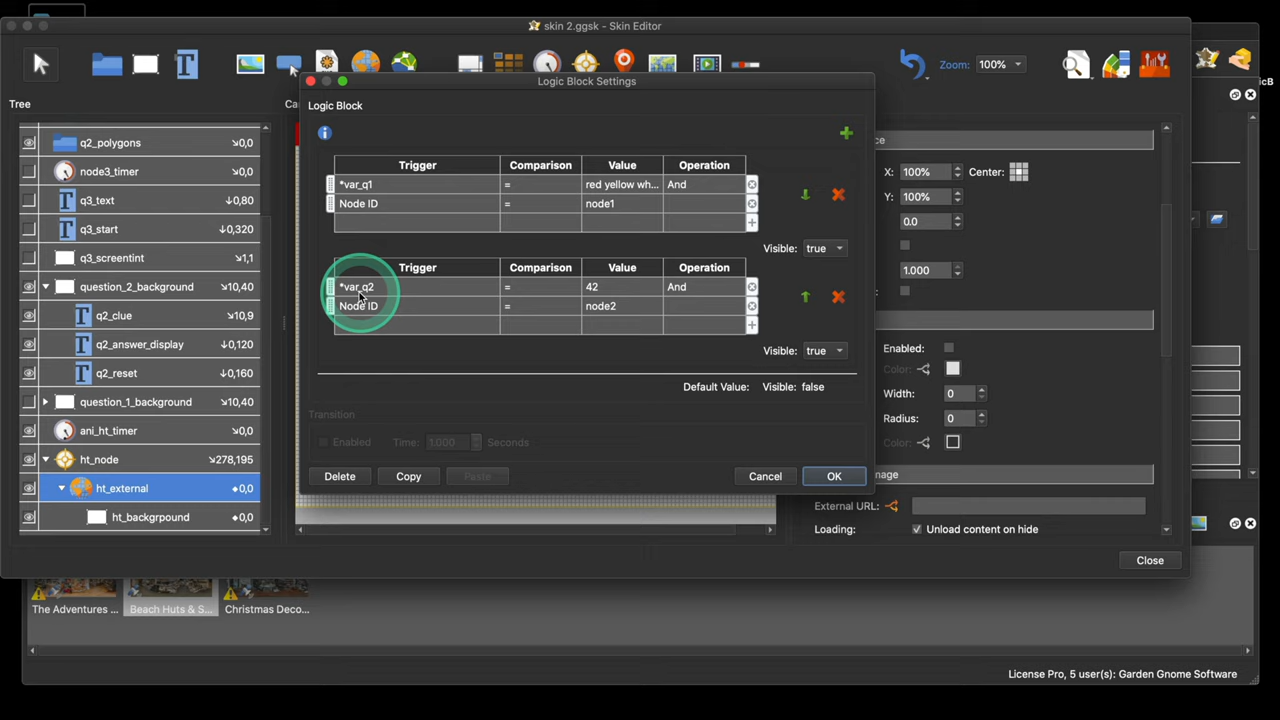 skin 2.ggsk - Skin Editor
Zoom: 100%
Tree
Ca
q2_polygons ↘0,0
node3_timer ↘0,0
q3_text ↓0,80
q3_start ↓0,320
q3_screentint ↘1,1
question_2_background ↘10,40
q2_clue ↘10,9
q2_answer_display ↓0,120
q2_reset ↓0,160
question_1_background ↘10,40
ani_ht_timer ↘0,0
ht_node ↘278,195
ht_external ⬥0,0
ht_backgrpound ⬥0,0
Logic Block Settings
Logic Block
Trigger Comparison Value Operation
*var_q1 = red yellow wh... And
Node ID = node1
Visible: true
Trigger Comparison Value Operation
*var_q2 = 42 And
Node ID = node2
Visible: true
Default Value: Visible: false
Transition
Enabled Time: 1.000 Seconds
Delete Copy Paste Cancel OK
icB
ce
X: 100% Center:
Y: 100%
0.0
1.000
Enabled:
Color:
Width: 0
Radius: 0
Color:
mage
External URL:
Loading: Unload content on hide
Close
The Adventures ... Beach Huts & S... Christmas Deco...
License Pro, 5 user(s): Garden Gnome Software